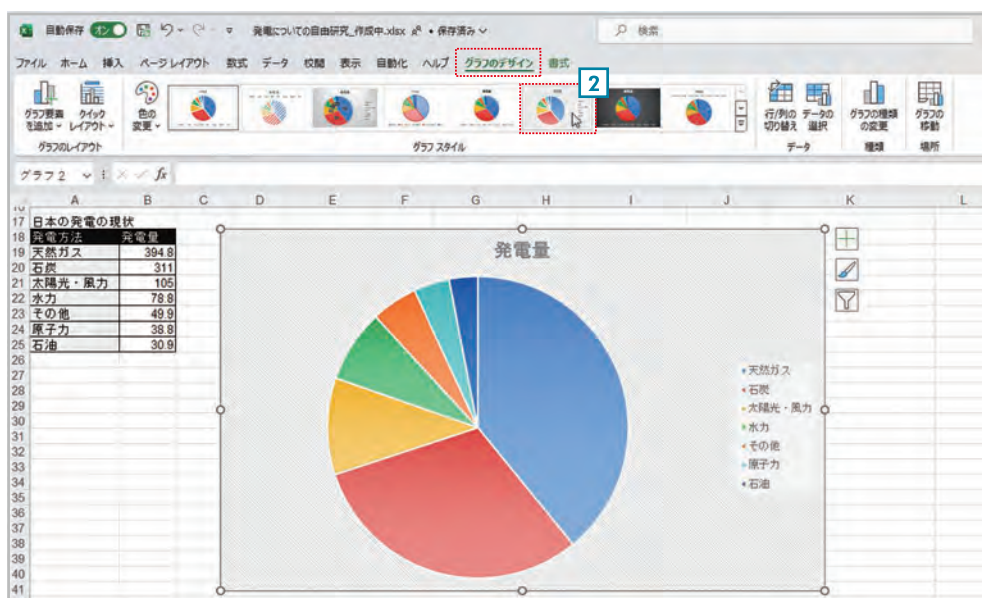 自動保存 オン 発電についての自由研究_作成中.xlsx • 保存済み 検索
ファイル ホーム 挿入 ページ レイアウト 数式 データ 校閲 表示 自動化 ヘルプ グラフのデザイン 書式
2
グラフ要素を追加 クイックレイアウト 色の変更 行/列の切り替え データの選択 グラフの種類の変更 グラフの移動
グラフのレイアウト グラフ スタイル データ 種類 場所
グラフ 2 fx
A B C D E F G H I J K L
17 日本の発電の現状
18 発電方法 発電量
19 天然ガス 394.8
20 石炭 311
21 太陽光・風力 105
22 水力 78.8
23 その他 49.9
24 原子力 38.8
25 石油 30.9
26
27
28
29
30
31
32
33
34
35
36
37
38
39
40
41
発電量
天然ガス
石炭
太陽光・風力
水力
その他
原子力
石油